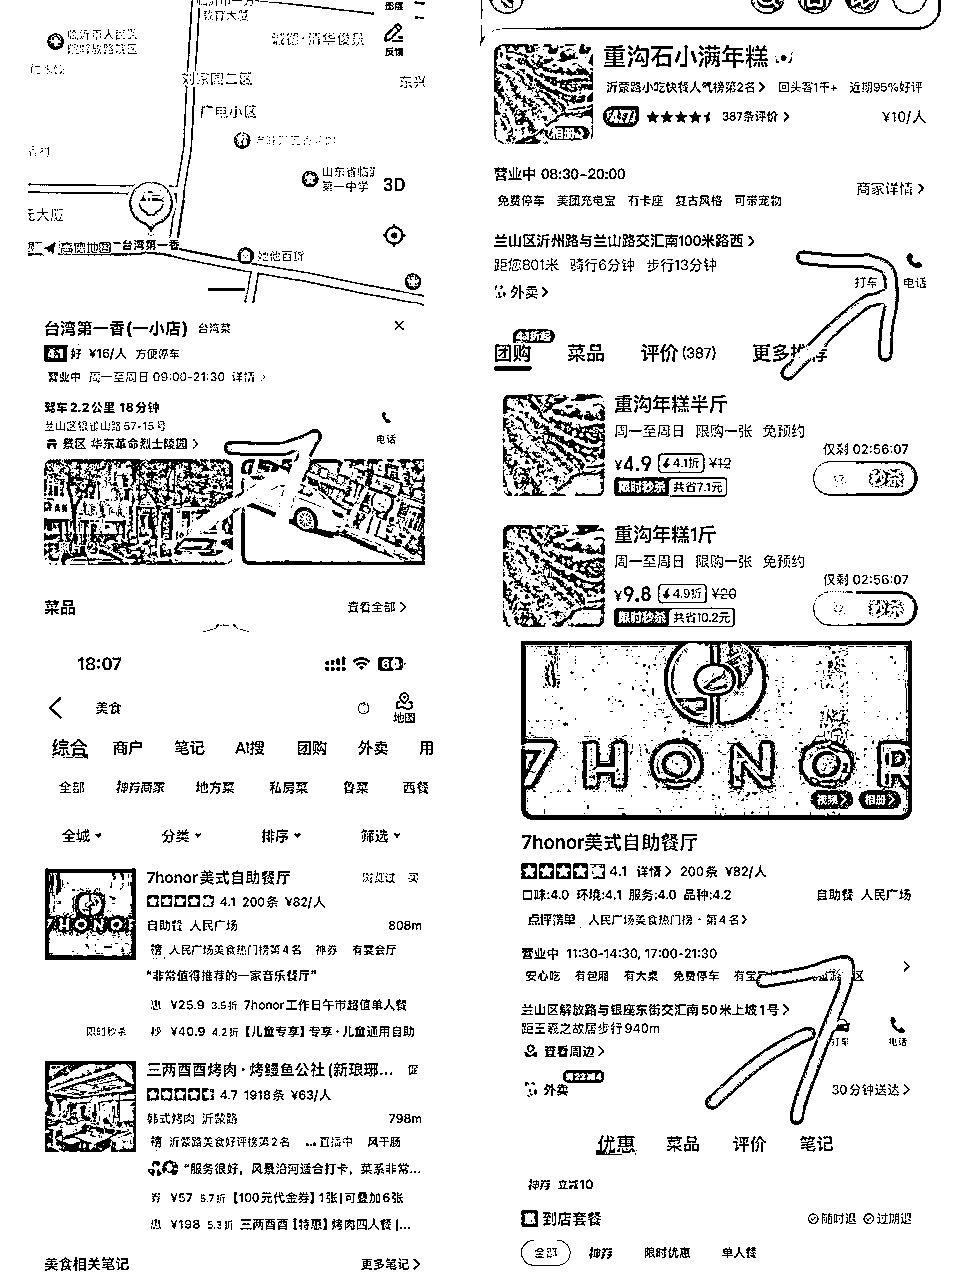 临沂市人民医院
诚德·清华俊景
反馈
刘家园二区
东兴
广电小区
山东省临沂
第一中学
3D
元大厦
高德地图
台湾第一香
她他百货
台湾第一香(一小店) 台湾菜
4.1 好 ¥16/人 方便停车
营业中 周一至周日 09:00-21:30 详情
驾车2.2公里 18分钟
兰山区银雀山路57-15号
景区 华东革命烈士陵园
电话
菜品 查看全部
18:07
美食
地图
综合 商户 笔记 AI搜 团购 外卖 用
全部 神券商家 地方菜 私房菜 鲁菜 西餐
全城 分类 排序 筛选
7honor美式自助餐厅
4.1 200条 ¥82/人
自助餐 人民广场 808m
榜 人民广场美食热门榜第4名 神券 有宴会厅
“非常值得推荐的一家音乐餐厅”
惠 ¥25.9 3.5折 7honor工作日午市超值单人餐
限时秒杀 秒 ¥40.9 4.2折 【儿童专享】专享·儿童通用自助
三两酉酉烤肉·烤鳗鱼公社(新琅琊...
4.7 1918条 ¥63/人
韩式烤肉 沂蒙路 798m
榜 沂蒙路美食好评榜第2名 直播中 风干肠
“服务很好，风景沿河适合打卡，菜系非常...
券 ¥57 5.7折 【100元代金券】1张|可叠加6张
惠 ¥198 5.3折 三两酉酉【特惠】烤肉四人餐 |...
美食相关笔记 更多笔记
重沟石小满年糕
沂蒙路小吃快餐人气榜第2名 回头客1千+ 近期95%好评
387条评价 ¥10/人
营业中 08:30-20:00
商家详情
免费停车 美团充电宝 有卡座 复古风格 可带宠物
兰山区沂州路与兰山路交汇南100米路西
距您801米 骑行6分钟 步行13分钟
打车 电话
外卖
4.1折起
团购 菜品 评价(387) 更多推荐
重沟年糕半斤
周一至周日 限购一张 免预约
¥4.9 4.1折 ¥12
仅剩 02:56:07
限时秒杀 共省7.1元
秒杀
重沟年糕1斤
周一至周日 限购一张 免预约
¥9.8 4.9折 ¥20
仅剩 02:56:07
限时秒杀 共省10.2元
秒杀
7HONOR
视频 相册
7honor美式自助餐厅
4.1 详情 200条 ¥82/人
口味:4.0 环境:4.1 服务:4.0 品种:4.2 自助餐 人民广场
点评榜单 人民广场美食热门榜·第4名
营业中 11:30-14:30, 17:00-21:30
安心吃 有包厢 有大桌 免费停车
兰山区解放路与银座东街交汇南50米上坡1号
距王羲之故居步行940m
打车 电话
查看周边
外卖 30分钟送达
优惠 菜品 评价 笔记
神券 立减10
到店套餐 随时退 过期退
全部 神券 限时优惠 单人餐